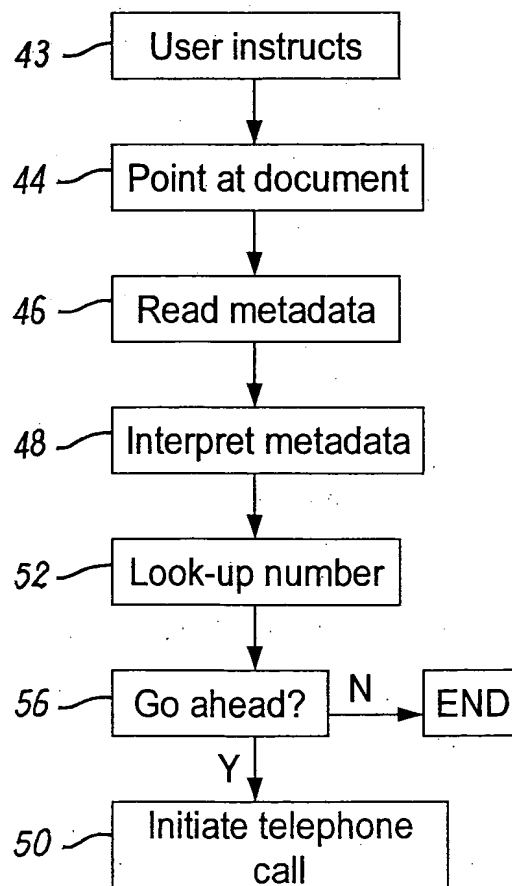 43 User instructs
44 Point at document
46 Read metadata
48 Interpret metadata
52 Look-up number
56 Go ahead? N END
Y
50 Initiate telephone
call